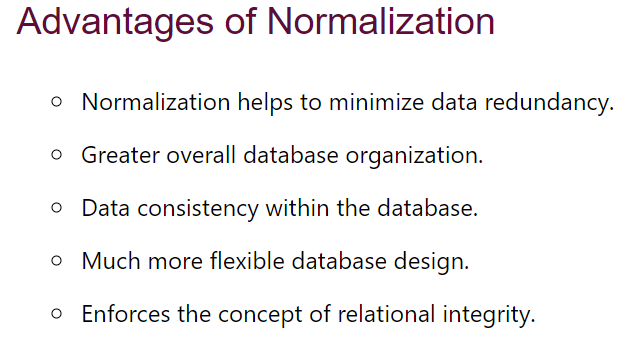 Advantages of Normalization
○ Normalization helps to minimize data redundancy.
○ Greater overall database organization.
○ Data consistency within the database.
○ Much more flexible database design.
○ Enforces the concept of relational integrity.